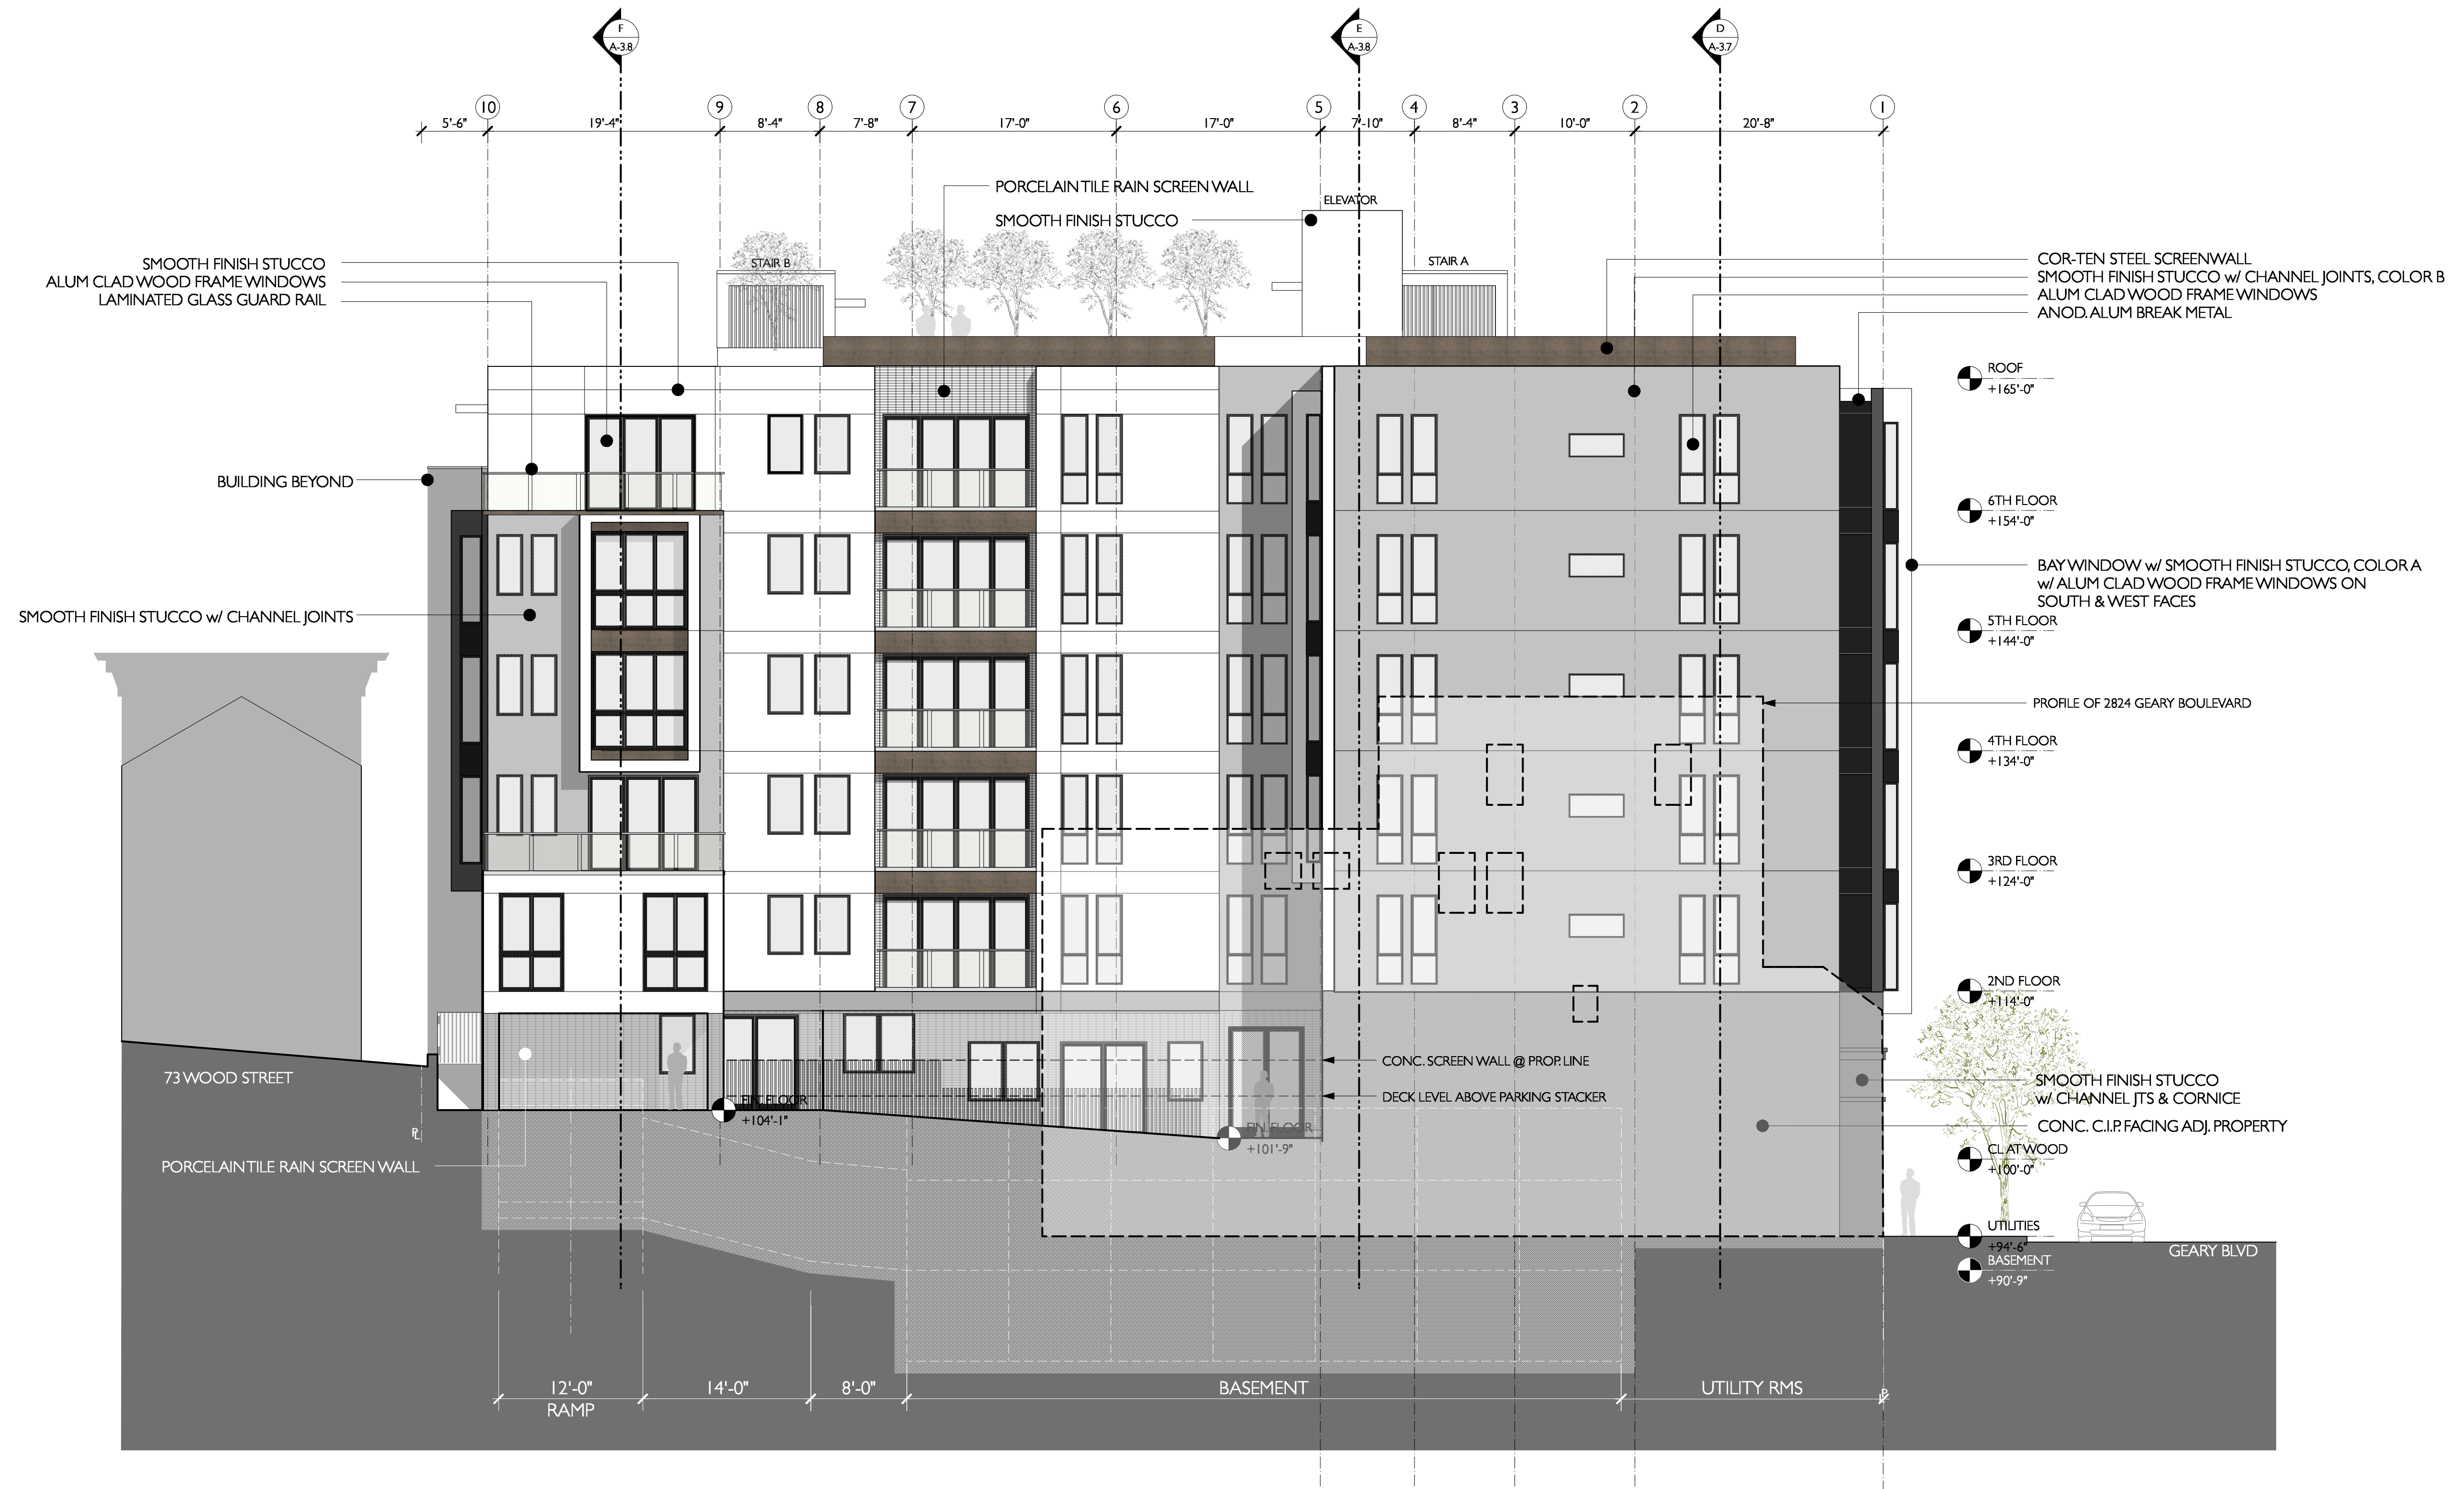 F
A-3.8
E
A-3.8
D
A-3.7
10
9
8
7
6
5
4
3
2
1
5'-6"
19'-4"
8'-4"
7'-8"
17'-0"
17'-0"
7'-10"
8'-4"
10'-0"
20'-8"
PORCELAIN TILE RAIN SCREEN WALL
SMOOTH FINISH STUCCO
ELEVATOR
STAIR B
STAIR A
SMOOTH FINISH STUCCO
ALUM CLAD WOOD FRAME WINDOWS
LAMINATED GLASS GUARD RAIL
BUILDING BEYOND
SMOOTH FINISH STUCCO w/ CHANNEL JOINTS
COR-TEN STEEL SCREENWALL
SMOOTH FINISH STUCCO w/ CHANNEL JOINTS, COLOR B
ALUM CLAD WOOD FRAME WINDOWS
ANOD. ALUM BREAK METAL
ROOF
+165'-0"
6TH FLOOR
+154'-0"
BAY WINDOW w/ SMOOTH FINISH STUCCO, COLOR A
w/ ALUM CLAD WOOD FRAME WINDOWS ON
SOUTH & WEST FACES
5TH FLOOR
+144'-0"
PROFILE OF 2824 GEARY BOULEVARD
4TH FLOOR
+134'-0"
3RD FLOOR
+124'-0"
2ND FLOOR
+114'-0"
CONC. SCREEN WALL @ PROP. LINE
DECK LEVEL ABOVE PARKING STACKER
SMOOTH FINISH STUCCO
w/ CHANNEL JTS & CORNICE
CONC. C.I.P. FACING ADJ. PROPERTY
73 WOOD STREET
FIN. FLOOR
+104'-1"
FIN. FLOOR
+101'-9"
PL
PORCELAIN TILE RAIN SCREEN WALL
CL AT WOOD
+100'-0"
UTILITIES
+94'-6"
BASEMENT
+90'-9"
GEARY BLVD
12'-0"
RAMP
14'-0"
8'-0"
BASEMENT
UTILITY RMS
PL